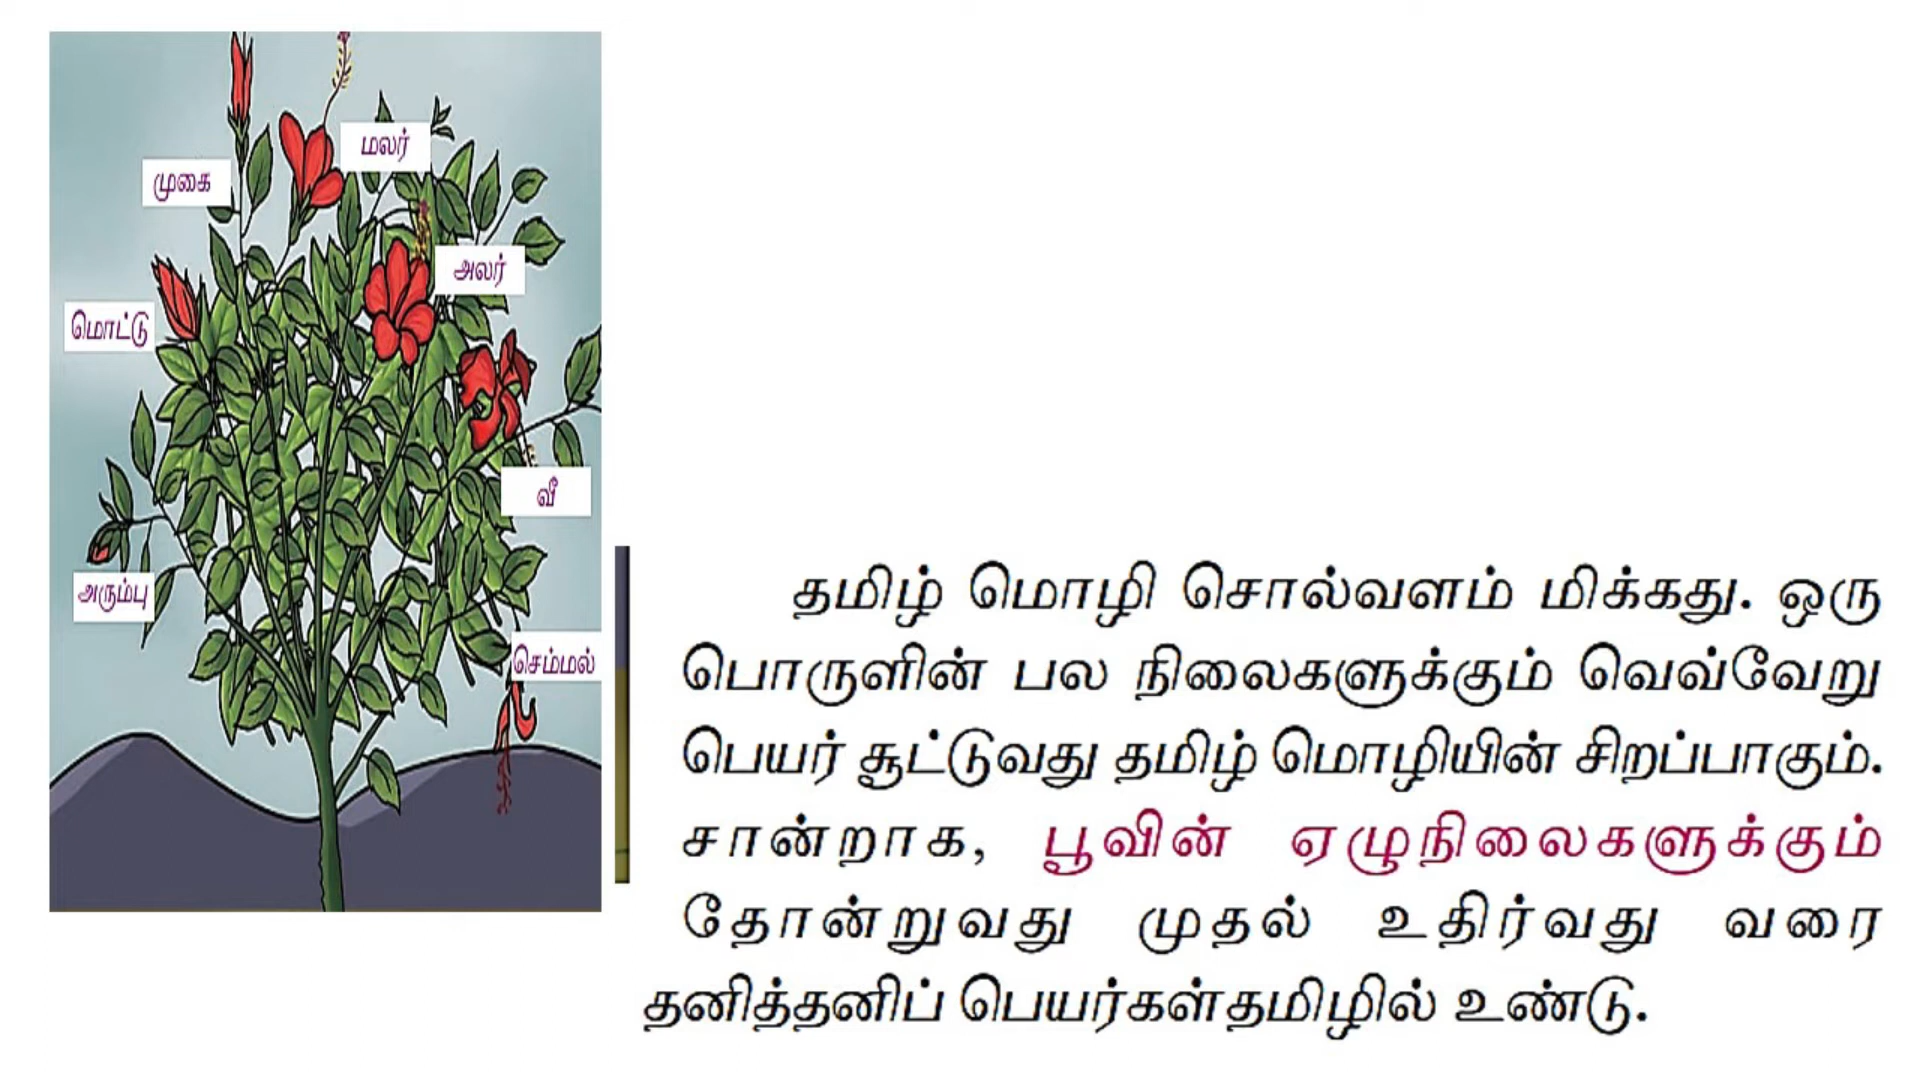 மலர்
முகை
அலர்
மொட்டு
வீ
அரும்பு
செம்மல்
தமிழ் மொழி சொல்வளம் மிக்கது. ஒரு
பொருளின் பல நிலைகளுக்கும் வெவ்வேறு
பெயர் சூட்டுவது தமிழ் மொழியின் சிறப்பாகும்.
சான்றாக, பூவின் ஏழுநிலைகளுக்கும்
தோன்றுவது முதல் உதிர்வது வரை
தனித்தனிப் பெயர்கள்தமிழில் உண்டு.